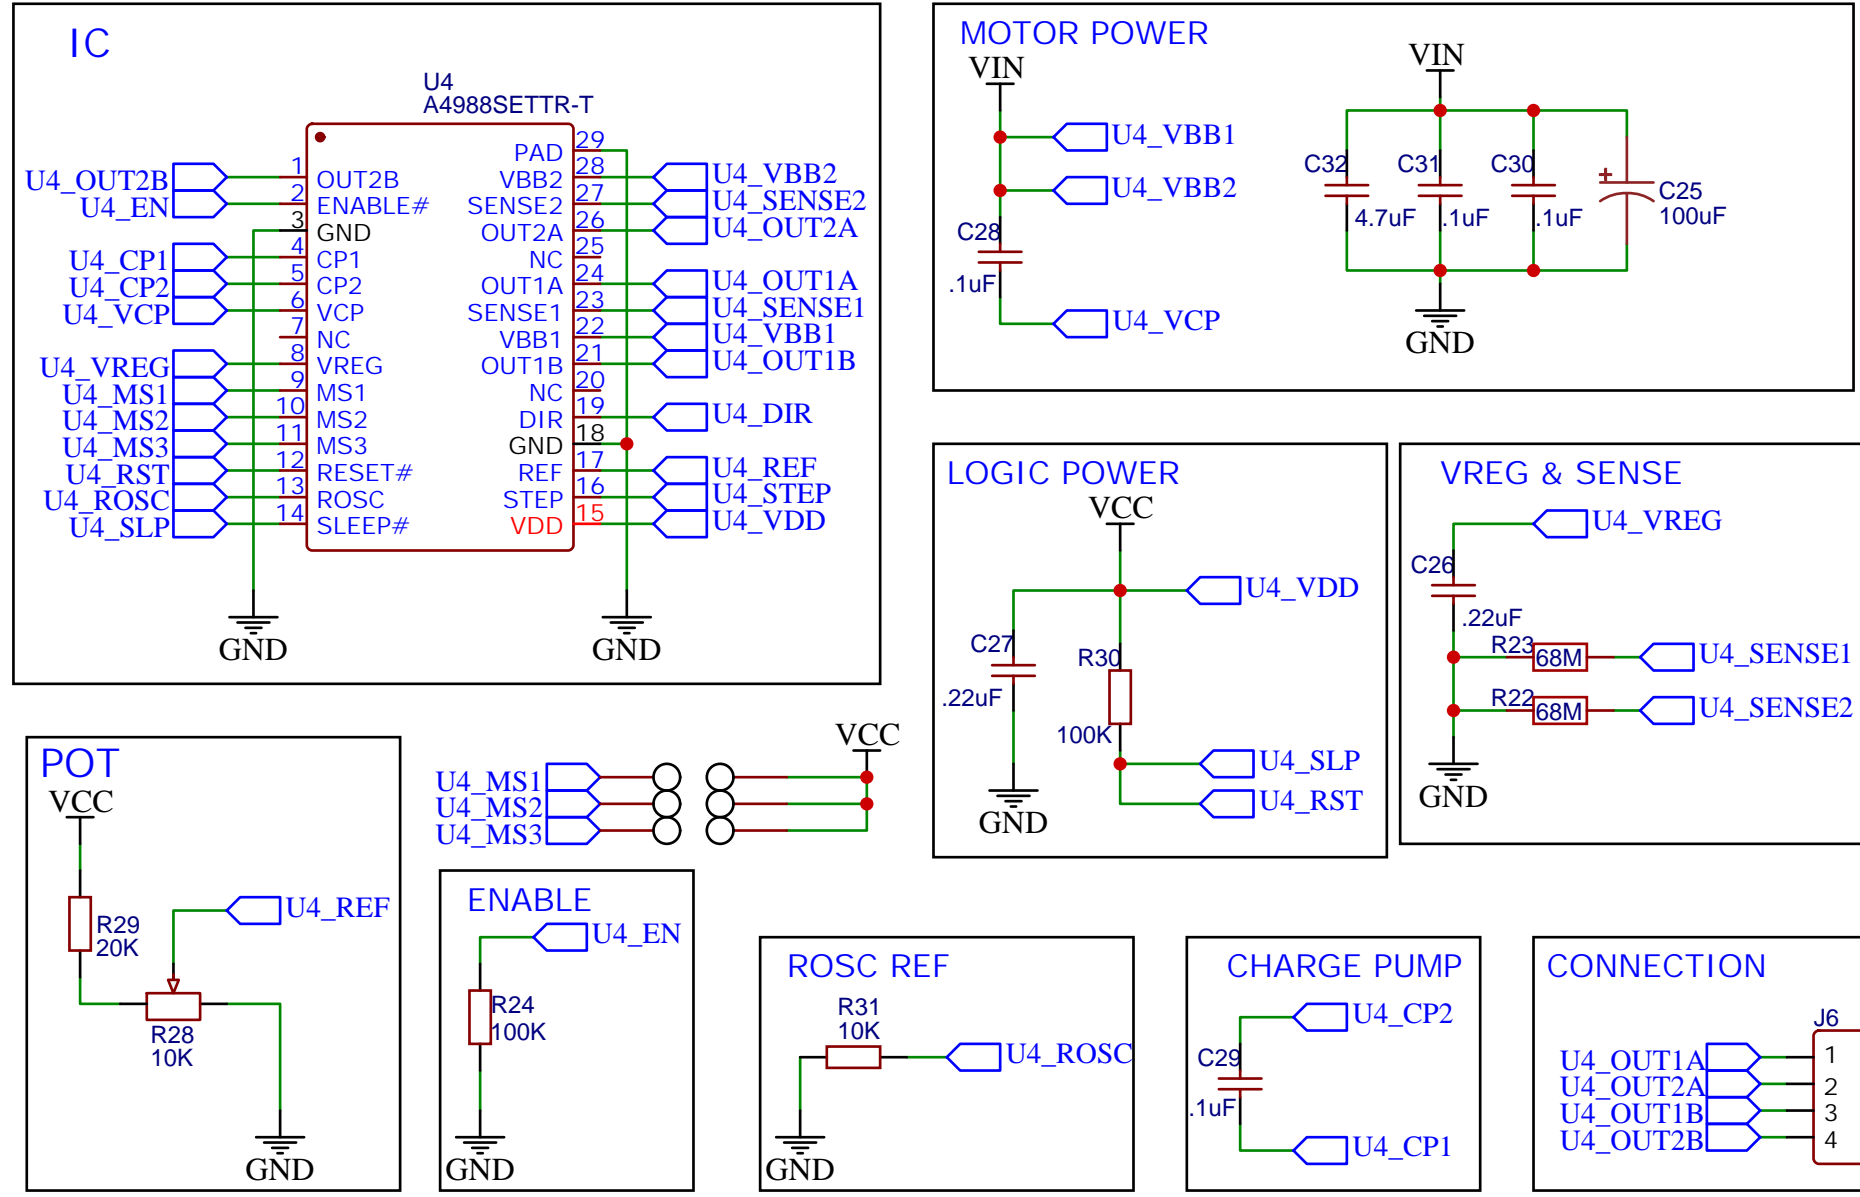 IC
U4
A4988SETTR-T
U4_OUT2B
U4_EN
U4_CP1
U4_CP2
U4_VCP
U4_VREG
U4_MS1
U4_MS2
U4_MS3
U4_RST
U4_ROSC
U4_SLP
1 OUT2B
2 ENABLE#
3 GND
4 CP1
5 CP2
6 VCP
7 NC
8 VREG
9 MS1
10 MS2
11 MS3
12 RESET#
13 ROSC
14 SLEEP#
PAD 29
VBB2 28
SENSE2 27
OUT2A 26
NC 25
OUT1A 24
SENSE1 23
VBB1 22
OUT1B 21
NC 20
DIR 19
GND 18
REF 17
STEP 16
VDD 15
U4_VBB2
U4_SENSE2
U4_OUT2A
U4_OUT1A
U4_SENSE1
U4_VBB1
U4_OUT1B
U4_DIR
U4_REF
U4_STEP
U4_VDD
GND
GND
MOTOR POWER
VIN
U4_VBB1
U4_VBB2
C28
.1uF
U4_VCP
VIN
C32
4.7uF
C31
.1uF
C30
.1uF
+
C25
100uF
GND
LOGIC POWER
VCC
U4_VDD
C27
.22uF
R30
100K
U4_SLP
U4_RST
GND
VREG & SENSE
U4_VREG
C26
.22uF
R23
68M
U4_SENSE1
R22
68M
U4_SENSE2
GND
POT
VCC
R29
20K
U4_REF
R28
10K
GND
VCC
U4_MS1
U4_MS2
U4_MS3
ENABLE
U4_EN
R24
100K
GND
ROSC REF
R31
10K
U4_ROSC
GND
CHARGE PUMP
U4_CP2
C29
.1uF
U4_CP1
CONNECTION
J6
U4_OUT1A 1
U4_OUT2A 2
U4_OUT1B 3
U4_OUT2B 4